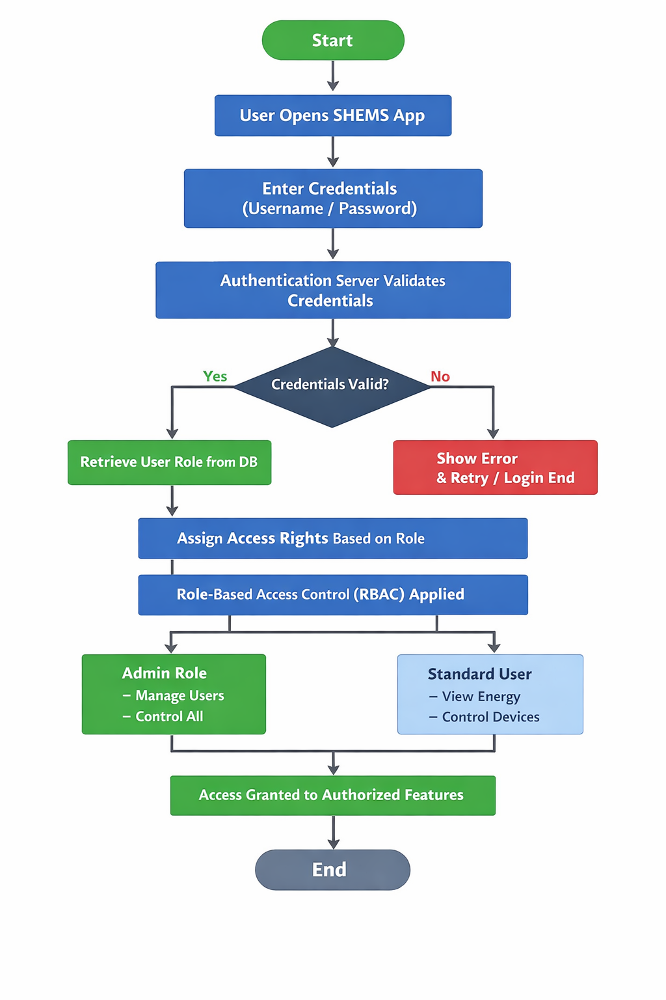 Start
User Opens SHEMS App
Enter Credentials
(Username / Password)
Authentication Server Validates
Credentials
Credentials Valid?
Yes
No
Retrieve User Role from DB
Show Error
& Retry / Login End
Assign Access Rights Based on Role
Role-Based Access Control (RBAC) Applied
Admin Role
– Manage Users
– Control All
Standard User
– View Energy
– Control Devices
Access Granted to Authorized Features
End